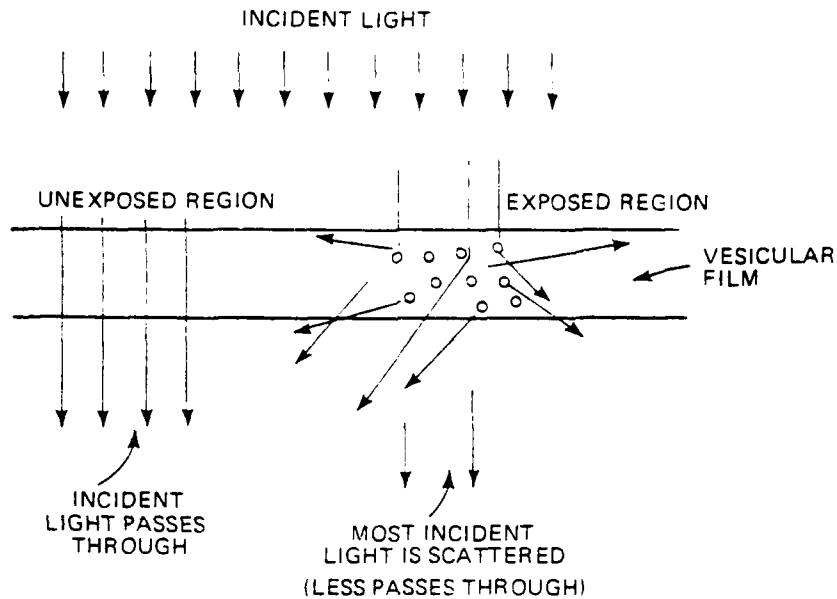 INCIDENT LIGHT
UNEXPOSED REGION
EXPOSED REGION
VESICULAR
FILM
INCIDENT
LIGHT PASSES
THROUGH
MOST INCIDENT
LIGHT IS SCATTERED
(LESS PASSES THROUGH)